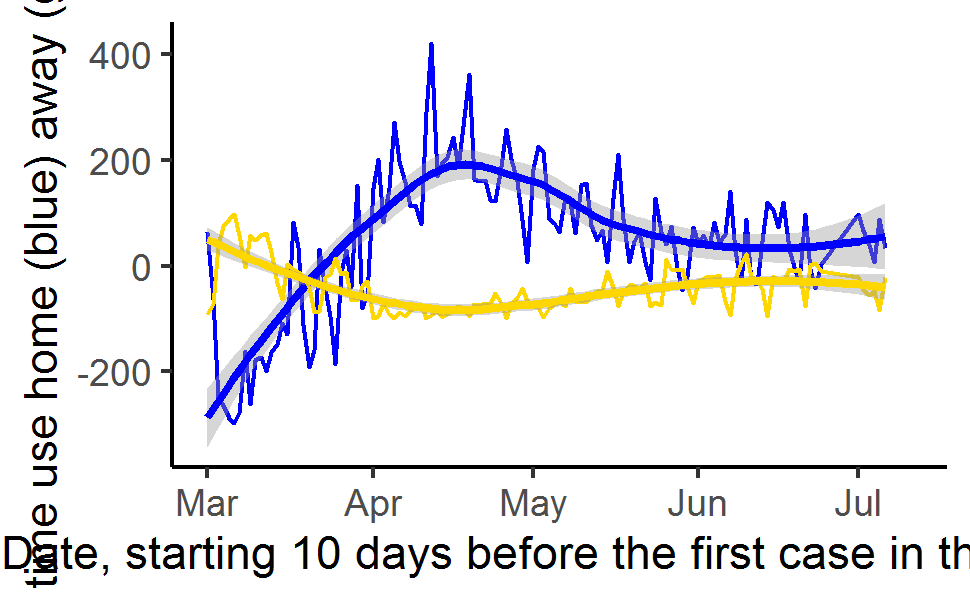 time use home (blue) away (
400
200
0
-200
Mar Apr May Jun Jul
Date, starting 10 days before the first case in th